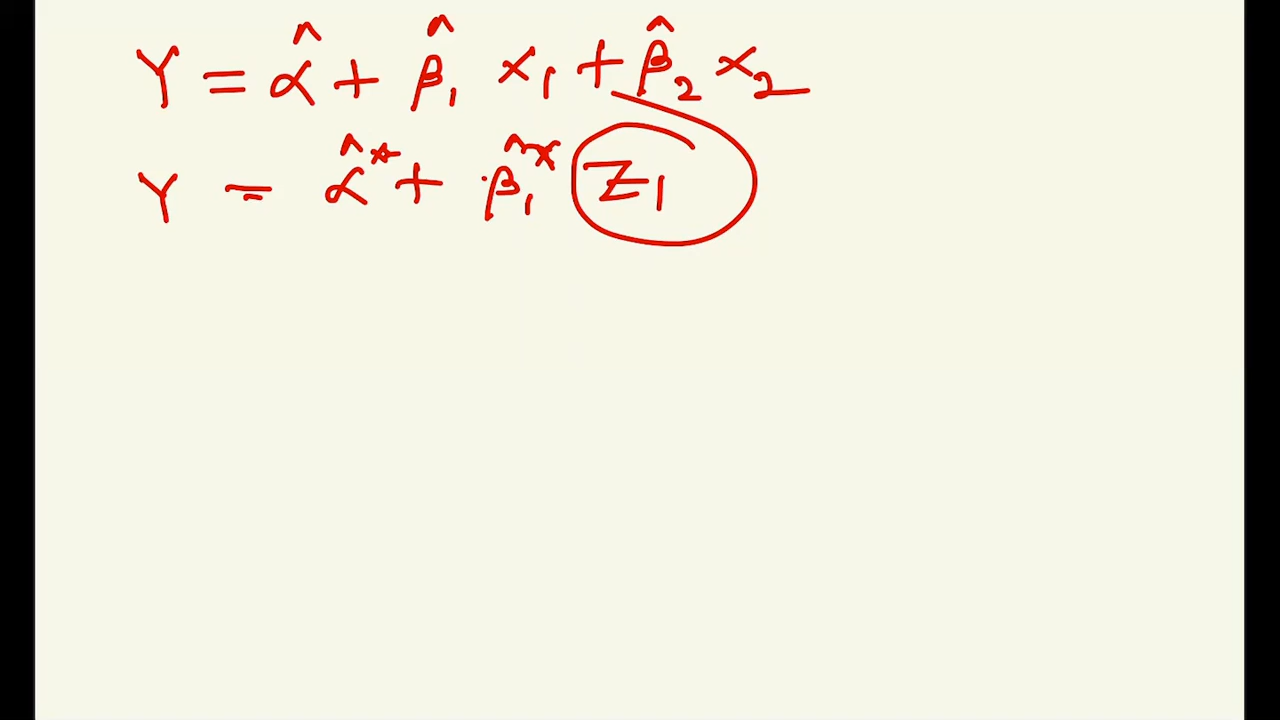 Y = α̂ + β̂₁ x₁ + β̂₂ x₂
Y = α̂* + β̂₁* Z₁